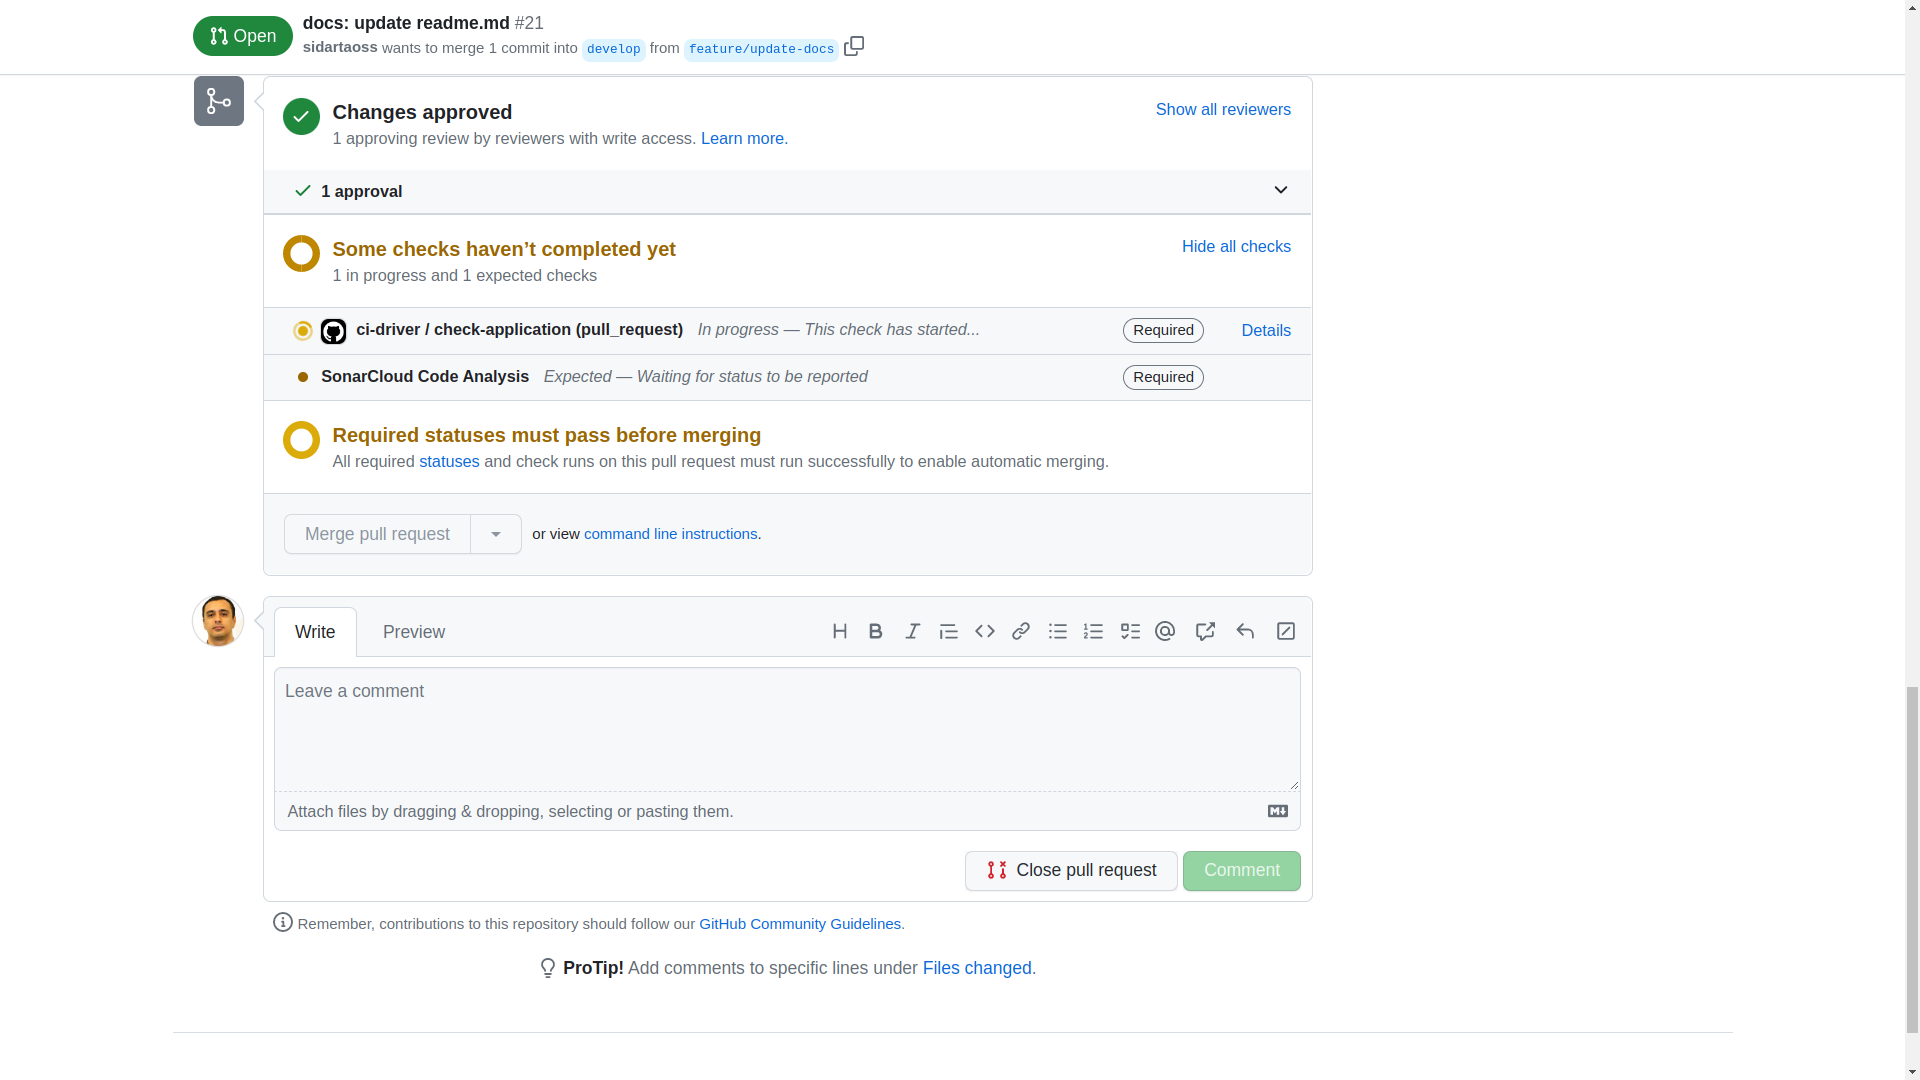 Open
docs: update readme.md #21
sidartaoss wants to merge 1 commit into develop from feature/update-docs
Changes approved
Show all reviewers
1 approving review by reviewers with write access. Learn more.
1 approval
Some checks haven’t completed yet
Hide all checks
1 in progress and 1 expected checks
ci-driver / check-application (pull_request) In progress — This check has started... Required Details
SonarCloud Code Analysis Expected — Waiting for status to be reported Required
Required statuses must pass before merging
All required statuses and check runs on this pull request must run successfully to enable automatic merging.
Merge pull request or view command line instructions.
Write Preview
Leave a comment
Attach files by dragging & dropping, selecting or pasting them.
Close pull request Comment
Remember, contributions to this repository should follow our GitHub Community Guidelines.
ProTip! Add comments to specific lines under Files changed.